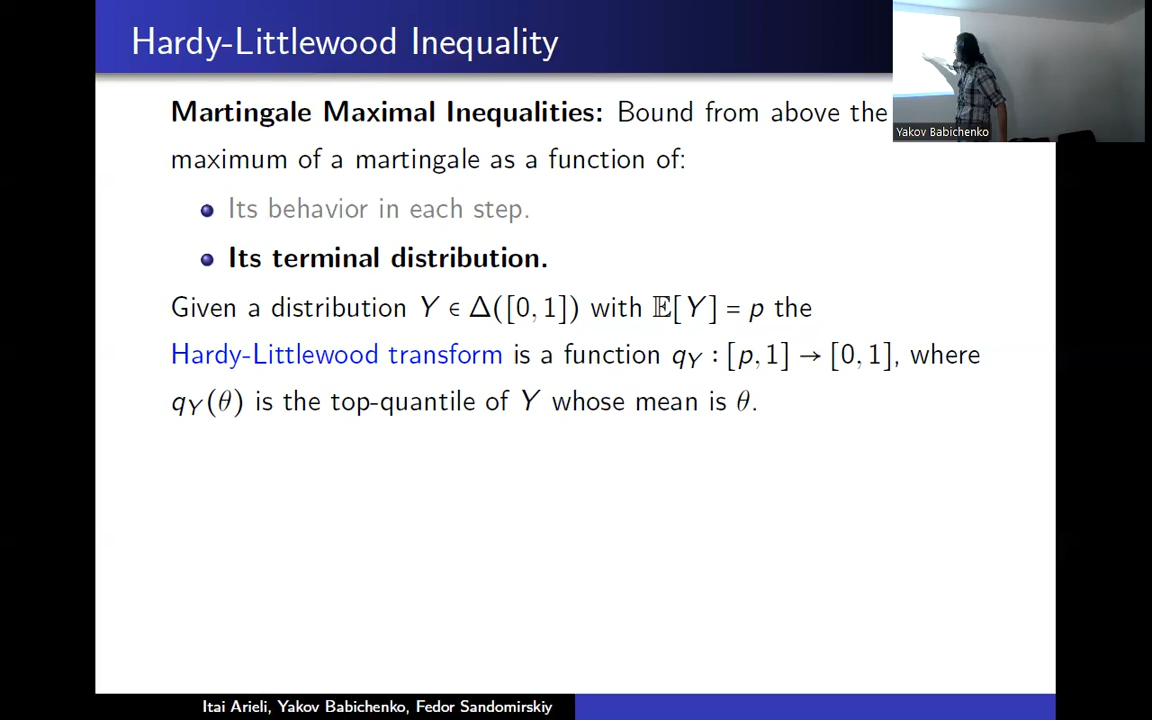 Hardy-Littlewood Inequality
Martingale Maximal Inequalities: Bound from above the
maximum of a martingale as a function of:
Its behavior in each step.
Its terminal distribution.
Given a distribution Y ∈ Δ([0, 1]) with 𝔼[Y] = p the
Hardy-Littlewood transform is a function q_Y : [p, 1] → [0, 1], where
q_Y(θ) is the top-quantile of Y whose mean is θ.
Yakov Babichenko
Itai Arieli, Yakov Babichenko, Fedor Sandomirskiy